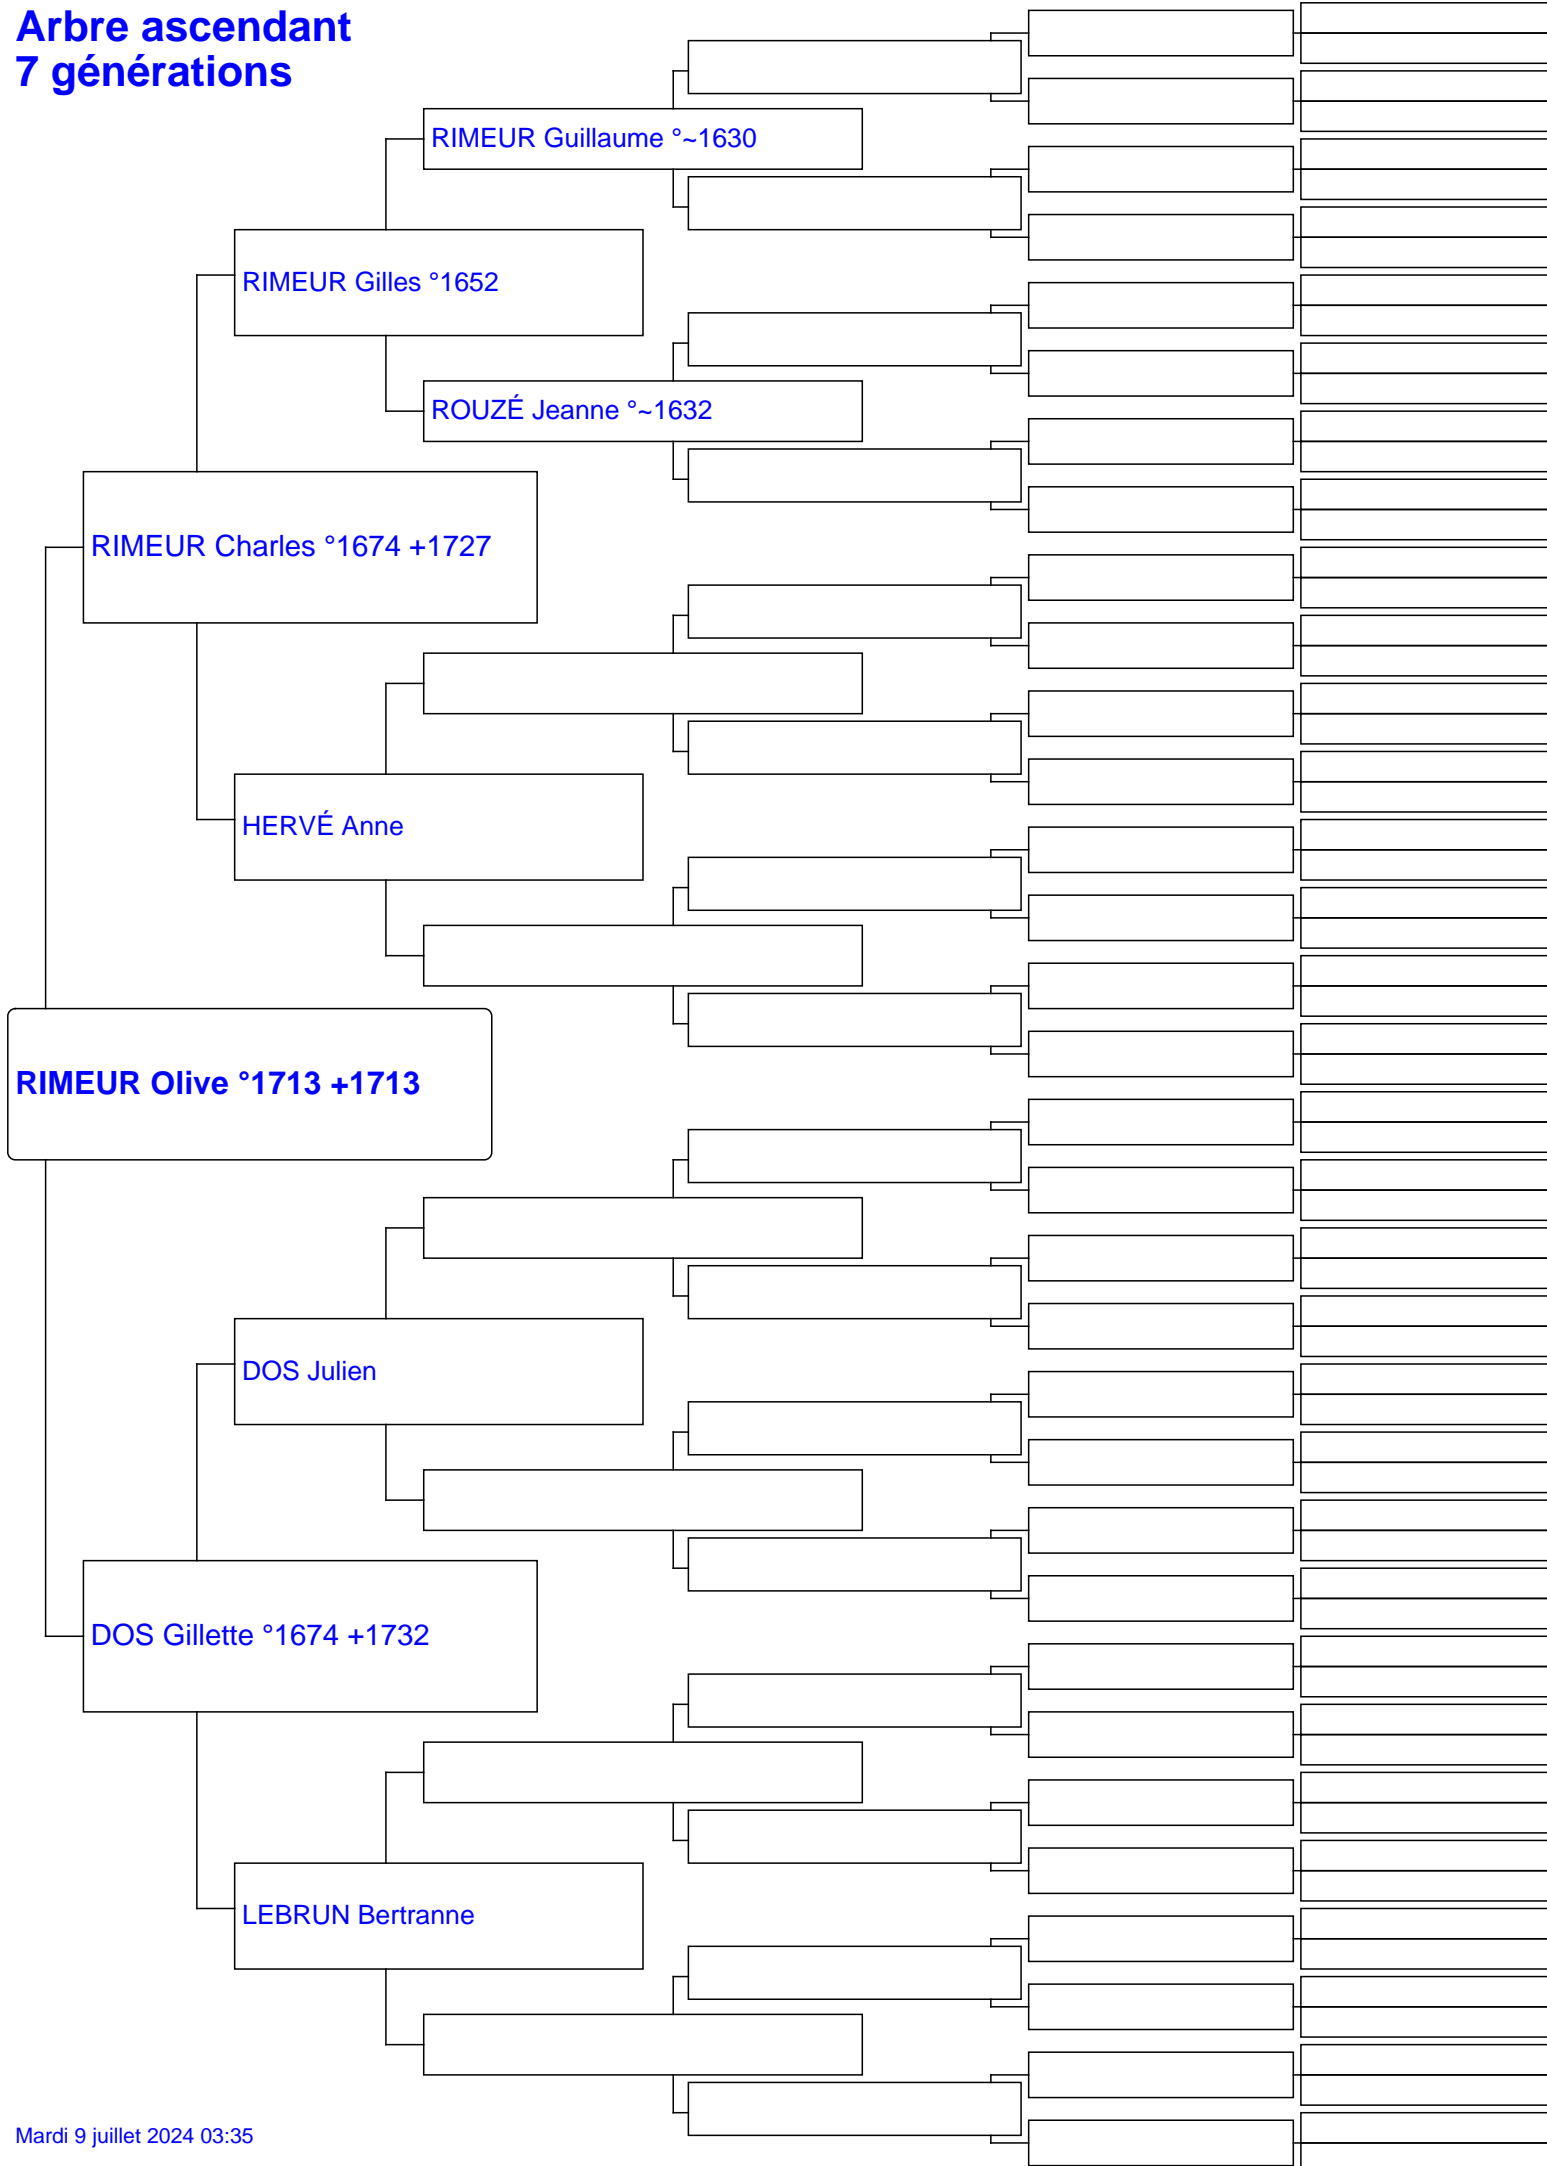 Arbre ascendant
7 générations
RIMEUR Guillaume °~1630
RIMEUR Gilles °1652
ROUZÉ Jeanne °~1632
RIMEUR Charles °1674 +1727
HERVÉ Anne
RIMEUR Olive °1713 +1713
DOS Julien
DOS Gillette °1674 +1732
LEBRUN Bertranne
Mardi 9 juillet 2024 03:35